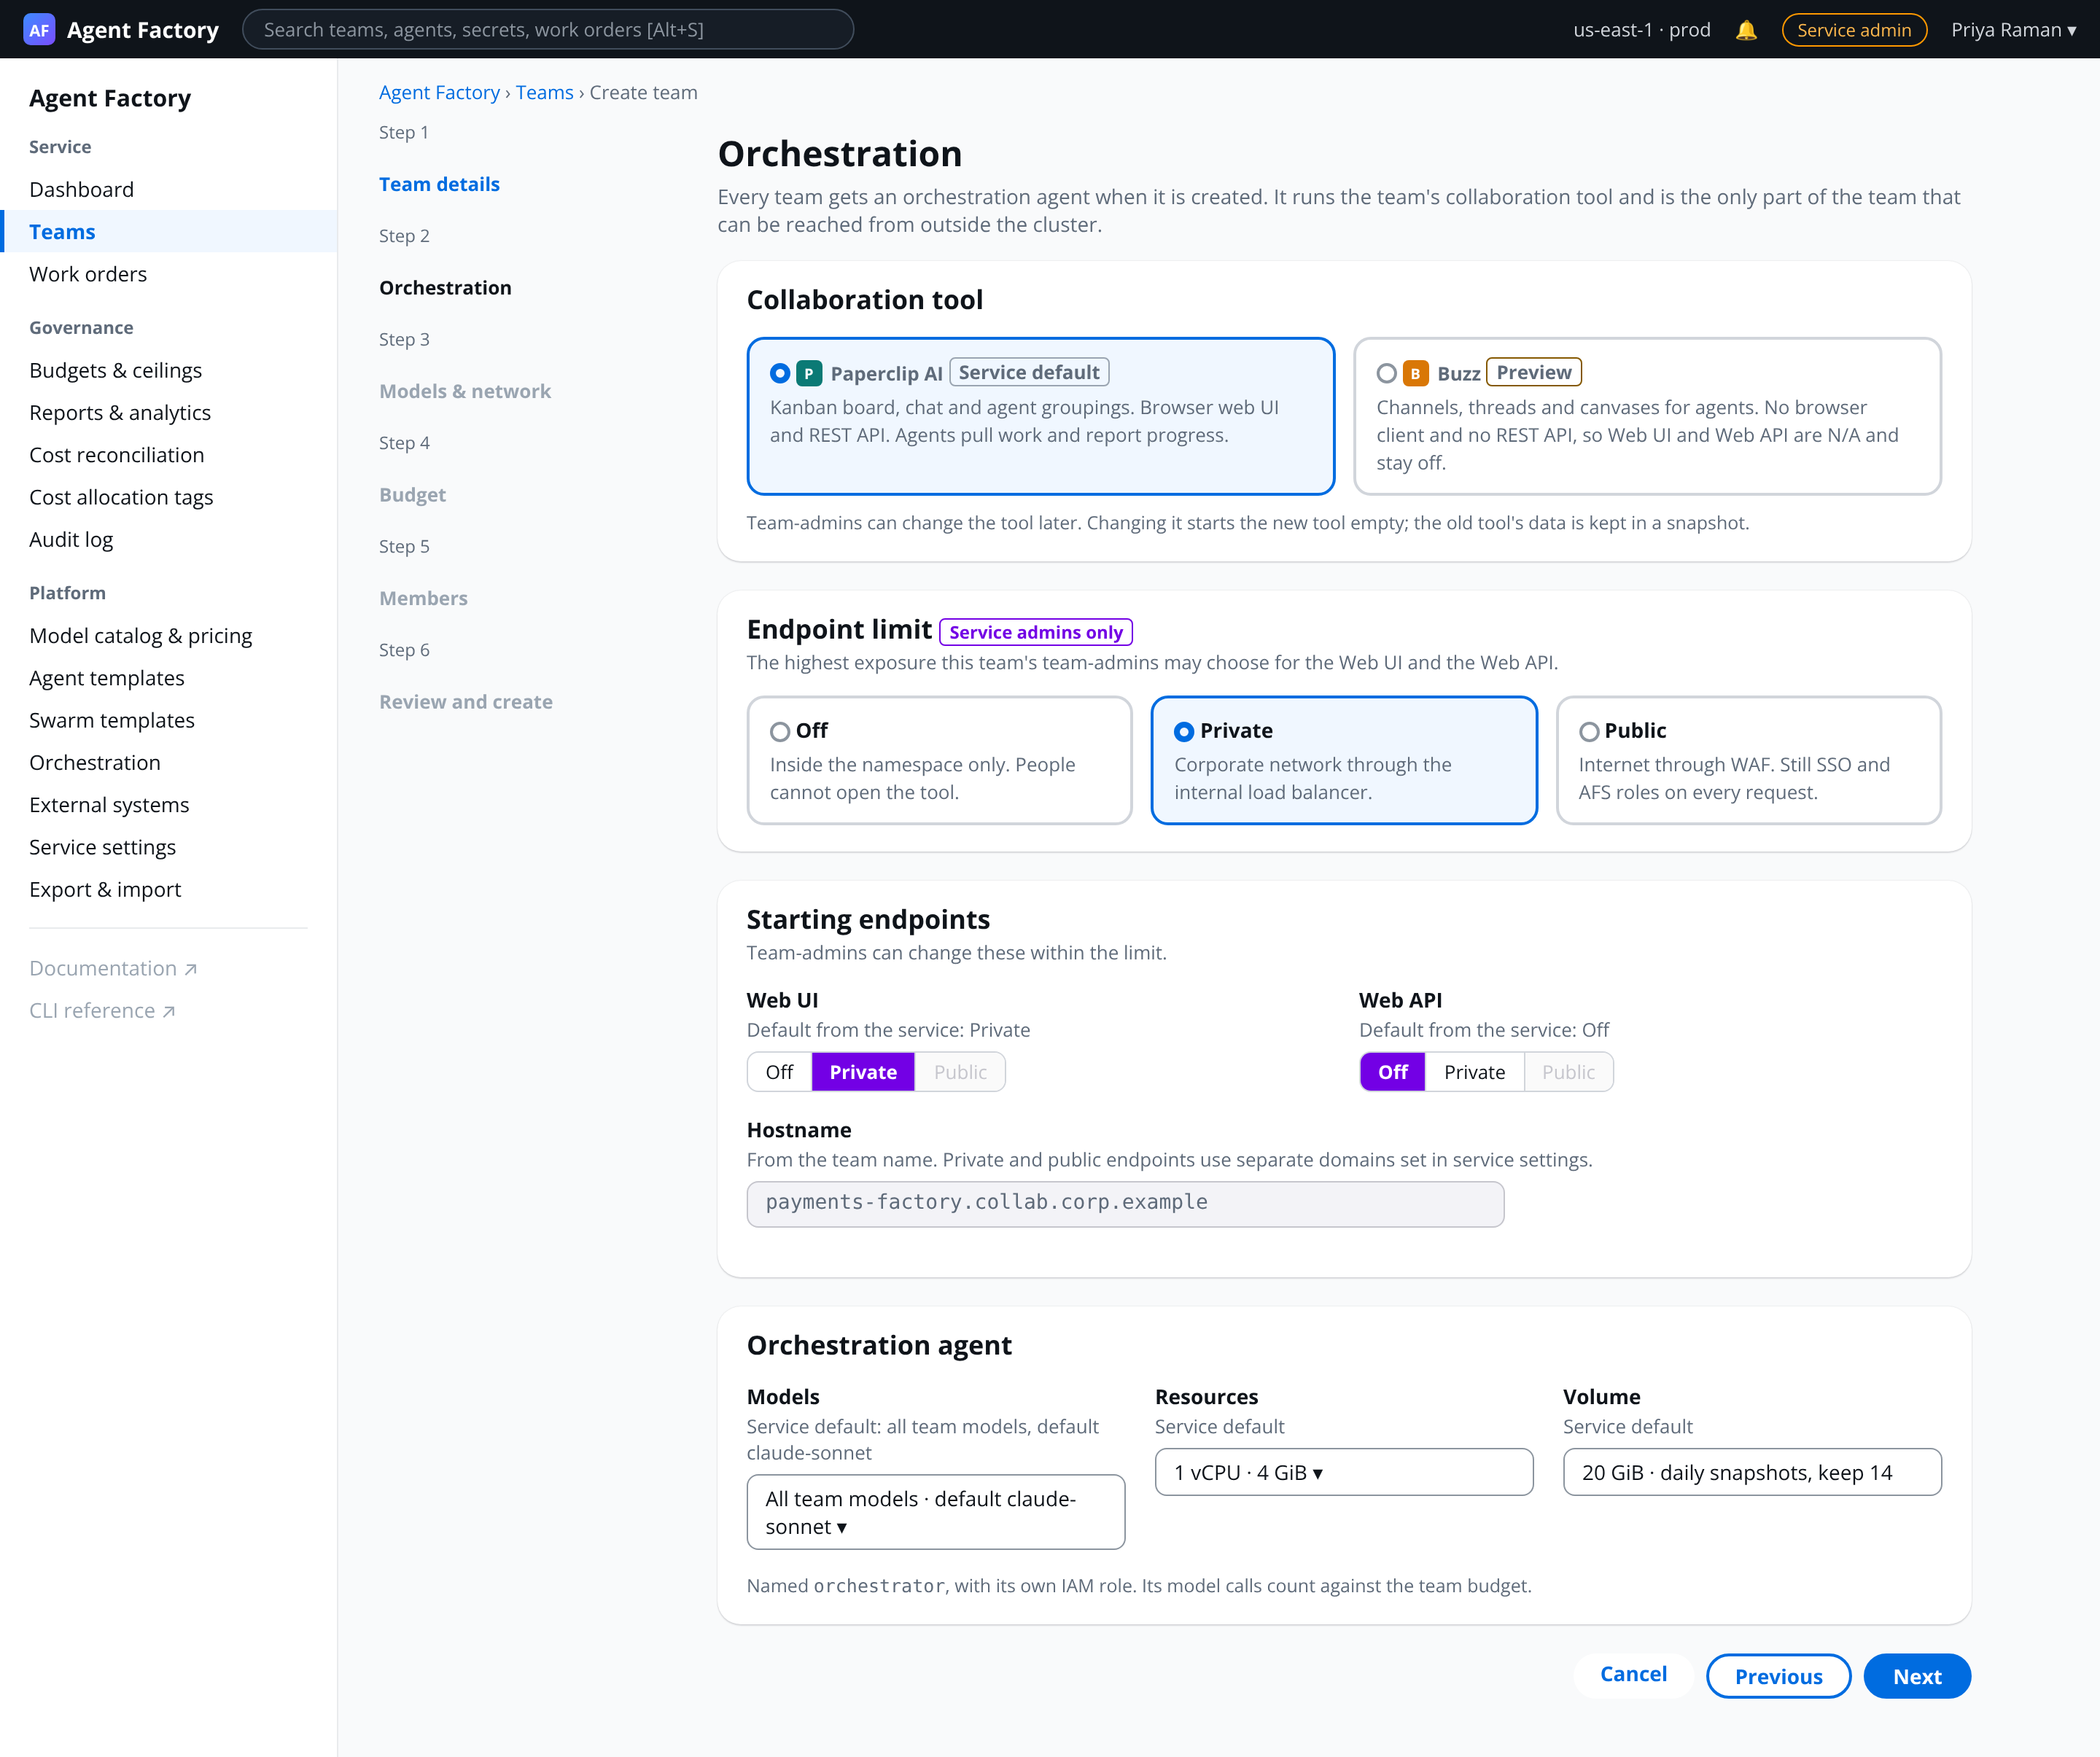 AF Agent Factory
Search teams, agents, secrets, work orders [Alt+S]
us-east-1 · prod
Service admin
Priya Raman ▾
Agent Factory
Service
Dashboard
Teams
Work orders
Governance
Budgets & ceilings
Reports & analytics
Cost reconciliation
Cost allocation tags
Audit log
Platform
Model catalog & pricing
Agent templates
Swarm templates
Orchestration
External systems
Service settings
Export & import
Documentation ↗
CLI reference ↗
Agent Factory › Teams › Create team
Step 1
Team details
Step 2
Orchestration
Step 3
Models & network
Step 4
Budget
Step 5
Members
Step 6
Review and create
Orchestration
Every team gets an orchestration agent when it is created. It runs the team's collaboration tool and is the only part of the team that
can be reached from outside the cluster.
Collaboration tool
P Paperclip AI Service default
Kanban board, chat and agent groupings. Browser web UI
and REST API. Agents pull work and report progress.
B Buzz Preview
Channels, threads and canvases for agents. No browser
client and no REST API, so Web UI and Web API are N/A and
stay off.
Team-admins can change the tool later. Changing it starts the new tool empty; the old tool's data is kept in a snapshot.
Endpoint limit Service admins only
The highest exposure this team's team-admins may choose for the Web UI and the Web API.
Off
Inside the namespace only. People
cannot open the tool.
Private
Corporate network through the
internal load balancer.
Public
Internet through WAF. Still SSO and
AFS roles on every request.
Starting endpoints
Team-admins can change these within the limit.
Web UI
Default from the service: Private
Off Private Public
Web API
Default from the service: Off
Off Private Public
Hostname
From the team name. Private and public endpoints use separate domains set in service settings.
payments-factory.collab.corp.example
Orchestration agent
Models
Service default: all team models, default
claude-sonnet
All team models · default claude-
sonnet ▾
Resources
Service default
1 vCPU · 4 GiB ▾
Volume
Service default
20 GiB · daily snapshots, keep 14
Named orchestrator, with its own IAM role. Its model calls count against the team budget.
Cancel
Previous
Next